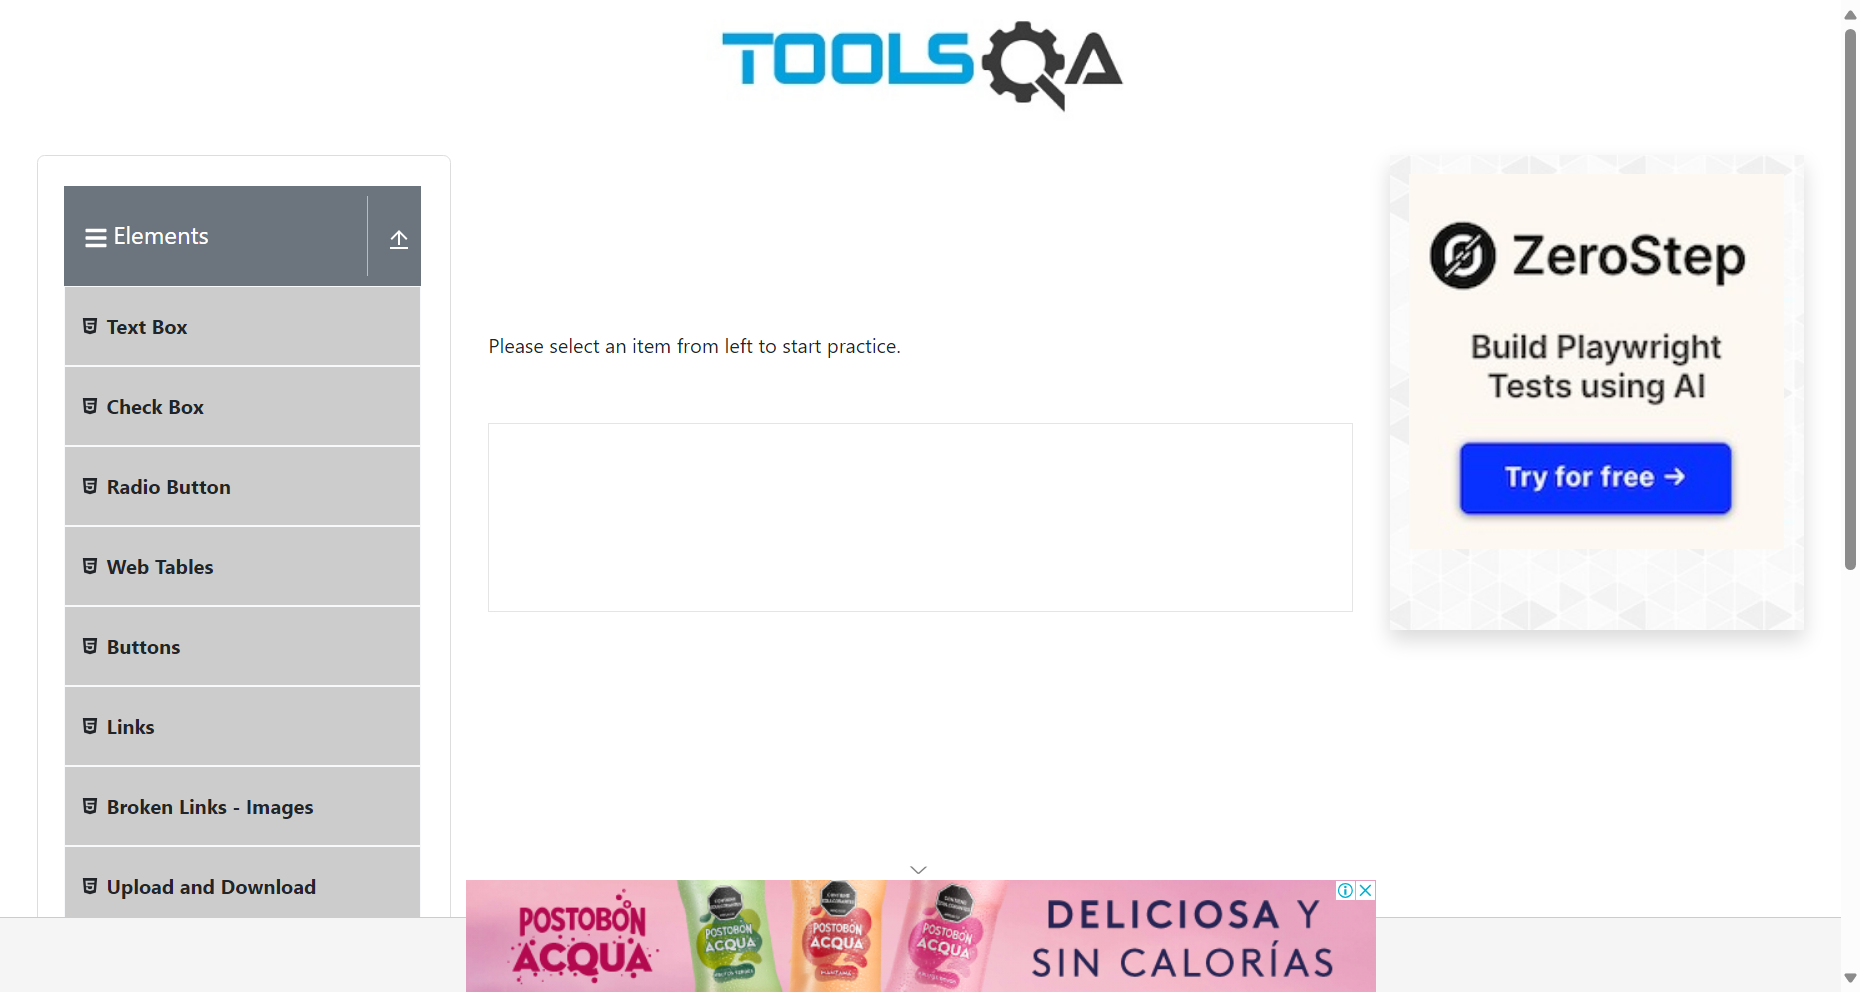 TOOLSQA
Elements
Text Box
Check Box
Radio Button
Web Tables
Buttons
Links
Broken Links - Images
Upload and Download
Please select an item from left to start practice.
ZeroStep
Build Playwright
Tests using AI
Try for free →
POSTOBÓN
ACQUA
POSTOBÓN
ACQUA
POSTOBÓN
ACQUA
POSTOBÓN
ACQUA
DELICIOSA Y
SIN CALORÍAS